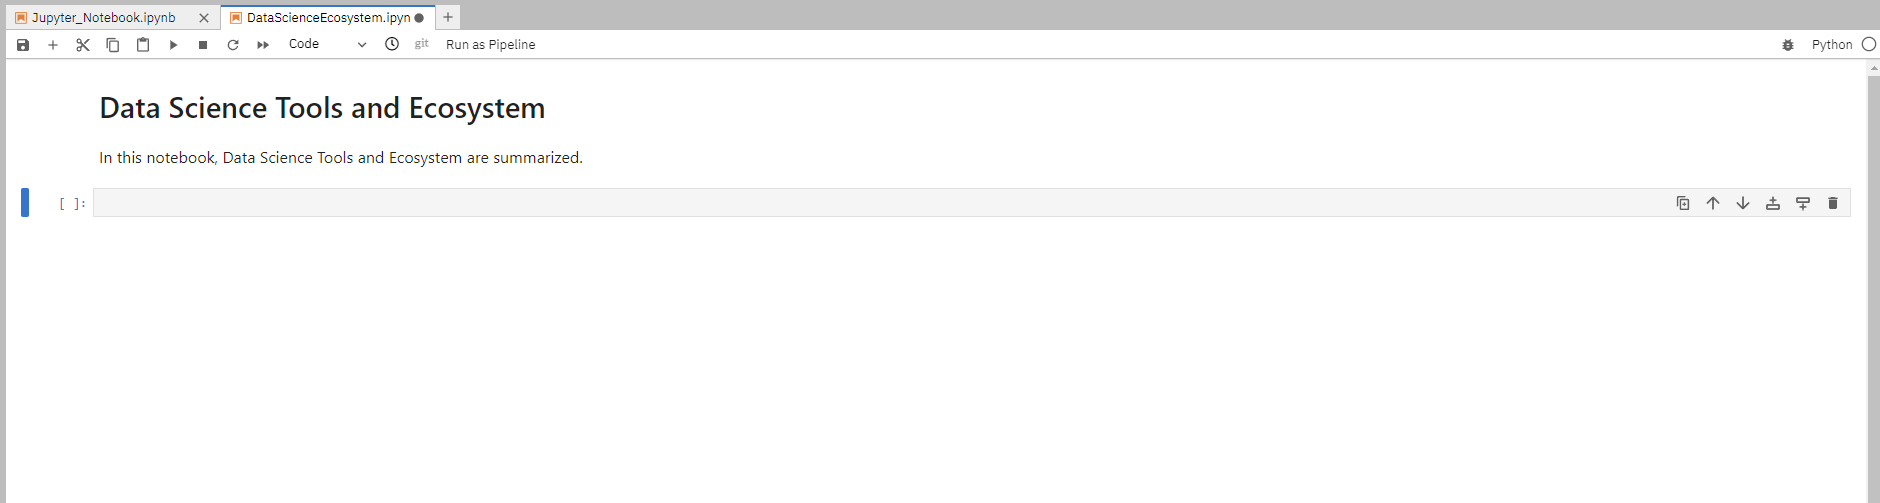 Jupyter_Notebook.ipynb DataScienceEcosystem.ipyn
Code git Run as Pipeline Python
Data Science Tools and Ecosystem
In this notebook, Data Science Tools and Ecosystem are summarized.
[ ]: